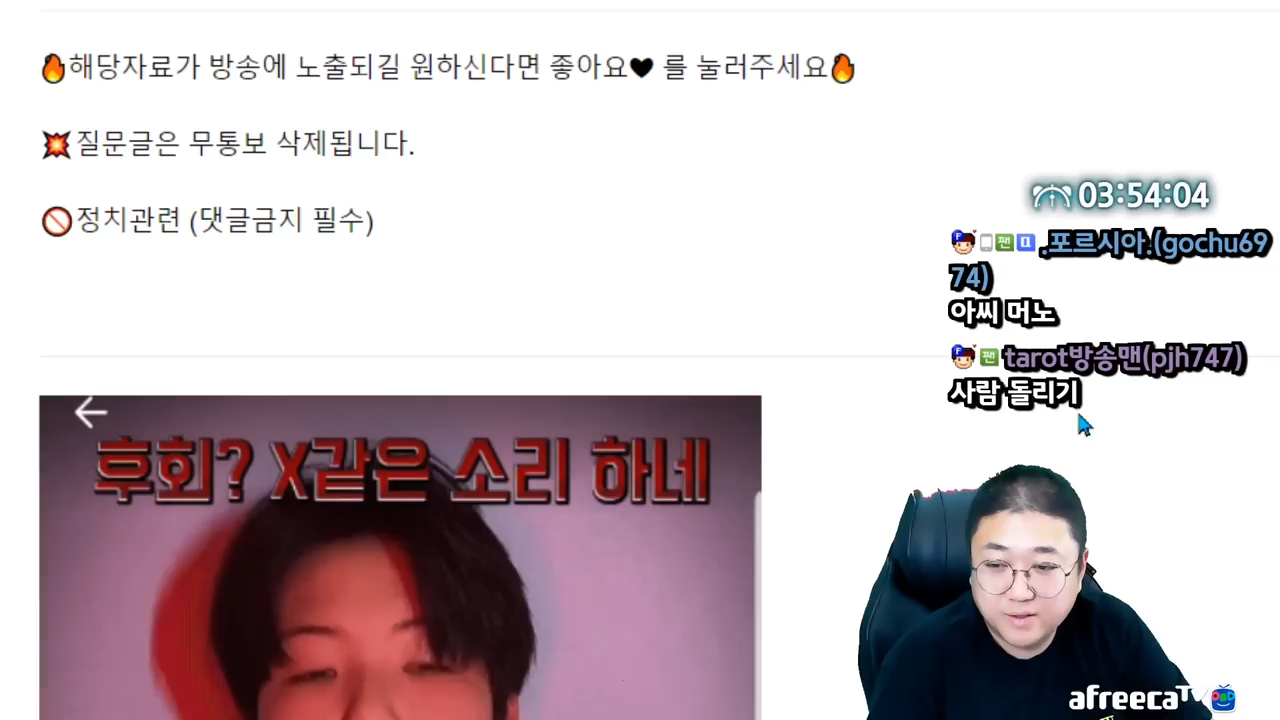 🔥해당자료가 방송에 노출되길 원하신다면 좋아요🖤 를 눌러주세요🔥
💥질문글은 무통보 삭제됩니다.
🚫정치관련 (댓글금지 필수)
03:54:04
F 팬 .포르시아.(gochu69
74)
아씨 머노
F 팬 tarot방송맨(pjh747)
사람 돌리기
후회? X같은 소리 하네
afreecaTV